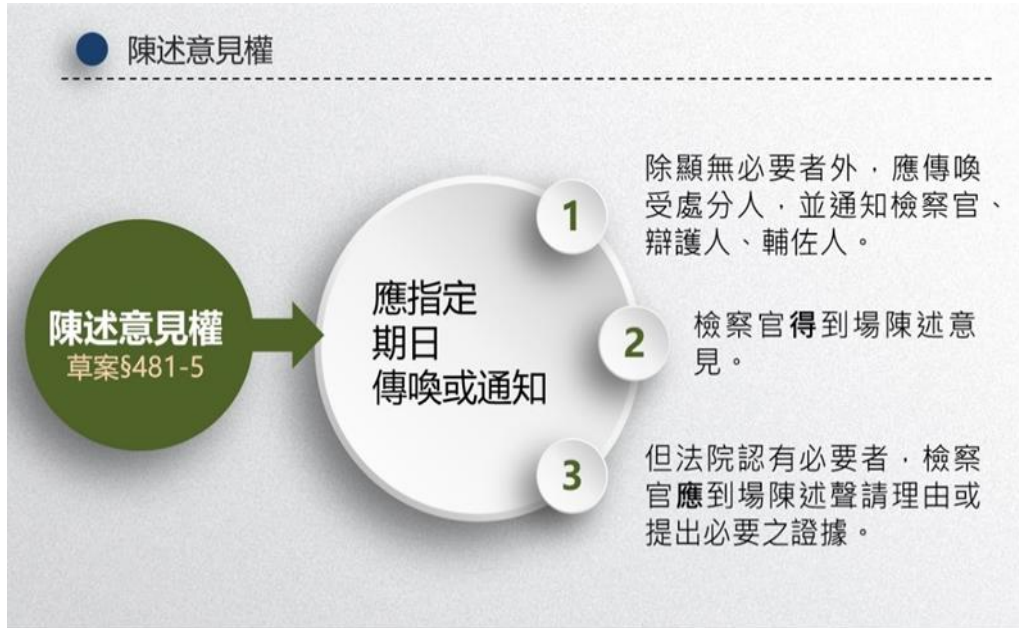 陳述意見權
陳述意見權
草案§481-5
應指定
期日
傳喚或通知
1
除顯無必要者外，應傳喚
受處分人，並通知檢察官、
辯護人、輔佐人。
2
檢察官得到場陳述意
見。
3
但法院認有必要者，檢察
官應到場陳述聲請理由或
提出必要之證據。